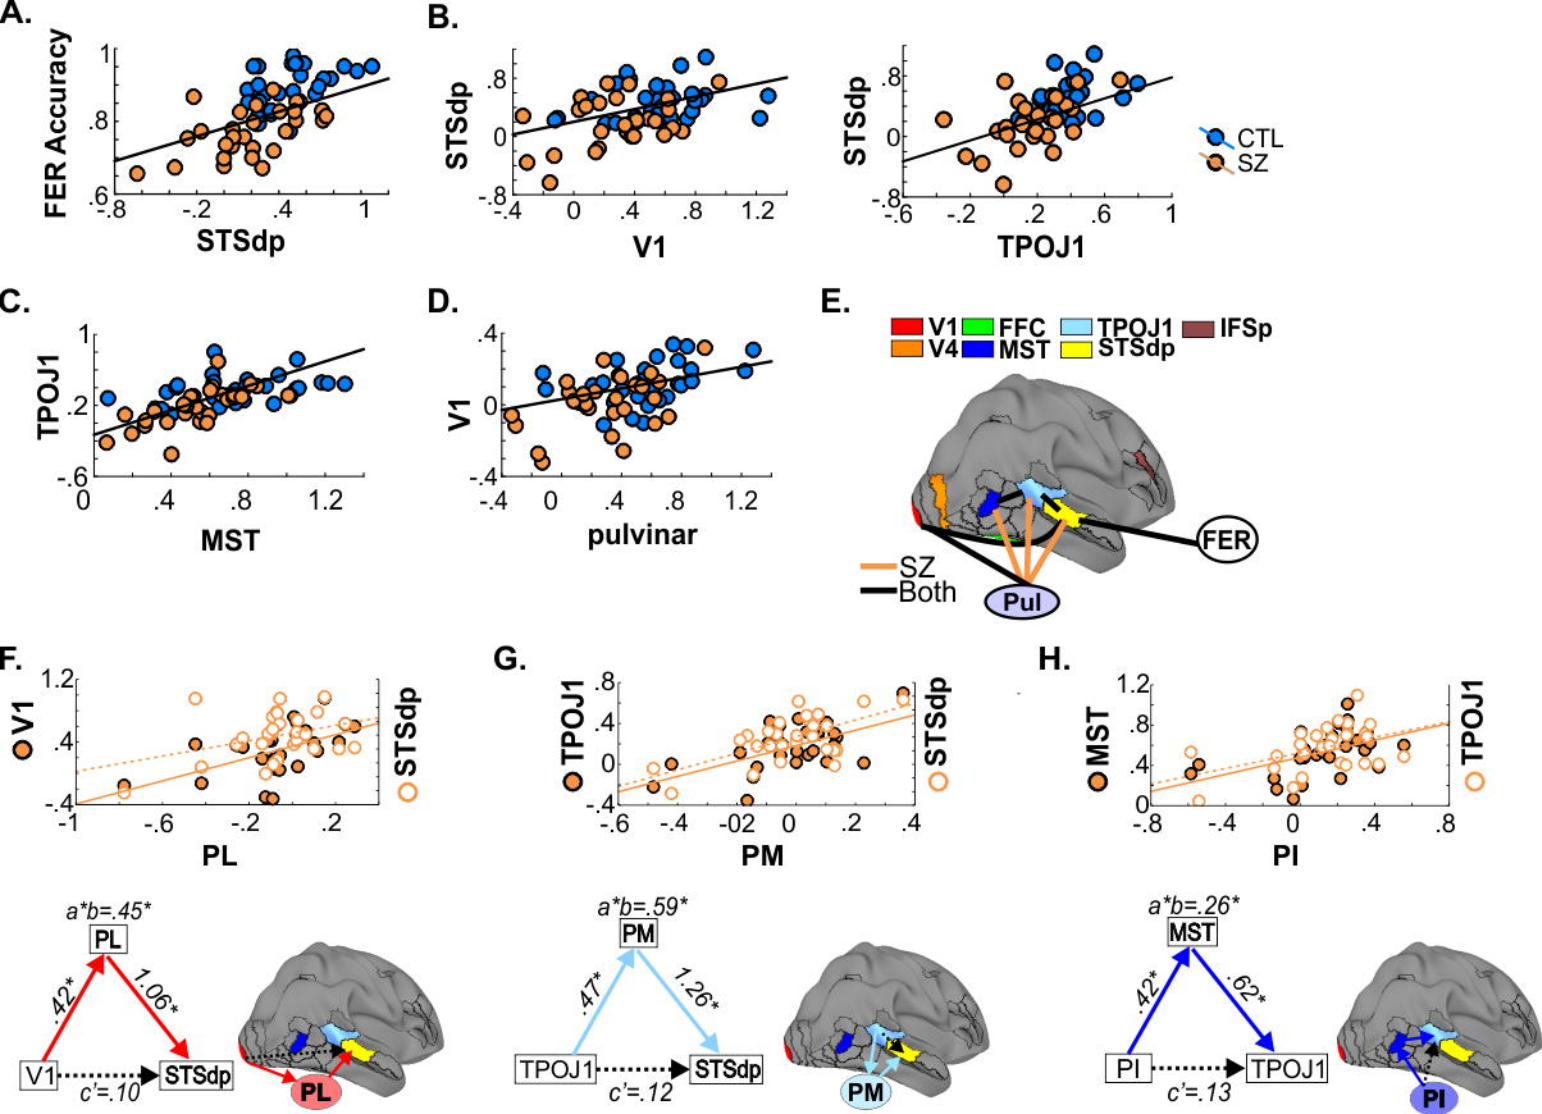 A.
FER Accuracy
1
.8
.6
-.8
-.2
.4
1
STSdp
B.
STSdp
.8
0
-.8
-.4
0
.4
.8
1.2
V1
STSdp
.8
0
-.8
-.6
-.2
.2
.6
1
TPOJ1
CTL
SZ
C.
TPOJ1
1
.2
-.6
0
.4
.8
1.2
MST
D.
V1
.4
0
-.4
-.4
0
.4
.8
1.2
pulvinar
E.
V1 FFC TPOJ1 IFSp
V4 MST STSdp
FER
SZ
Both
Pul
F.
V1
1.2
.4
-.4
-1
-.6
-.2
.2
PL
STSdp
a*b=.45*
PL
.42*
1.06*
V1
STSdp
c'=.10
PL
G.
TPOJ1
.8
.4
0
-.4
-.6
-.4
-02
0
.2
.4
PM
STSdp
a*b=.59*
PM
.47*
1.26*
TPOJ1
STSdp
c'=.12
PM
H.
MST
1.2
.8
.4
0
-.8
-.4
0
.4
.8
PI
TPOJ1
a*b=.26*
MST
.42*
.62*
PI
TPOJ1
c'=.13
PI